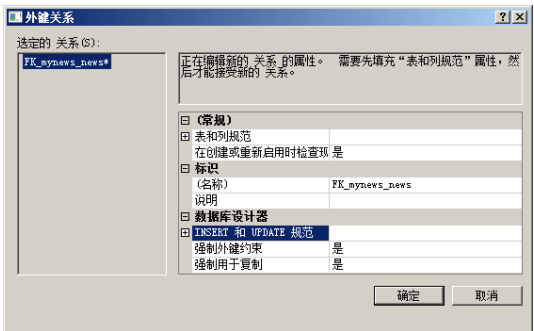 外键关系
选定的 关系(S):
FK_mynews_news*
正在编辑新的 关系 的属性。  需要先填充“表和列规范”属性，然
后才能接受新的 关系。
(常规)
表和列规范
在创建或重新启用时检查现 是
标识
(名称) FK_mynews_news
说明
数据库设计器
INSERT 和 UPDATE 规范
强制外键约束 是
强制用于复制 是
确定 取消